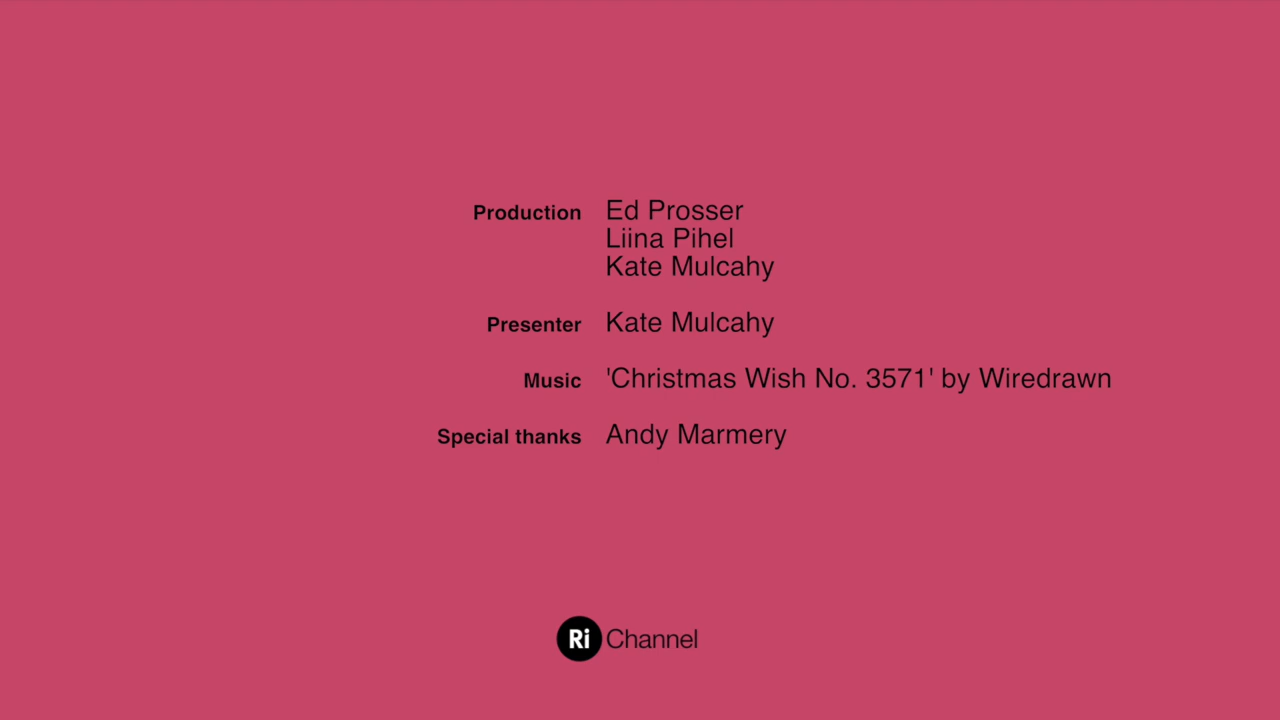 Production Ed Prosser
Liina Pihel
Kate Mulcahy
Presenter Kate Mulcahy
Music 'Christmas Wish No. 3571' by Wiredrawn
Special thanks Andy Marmery
Ri Channel